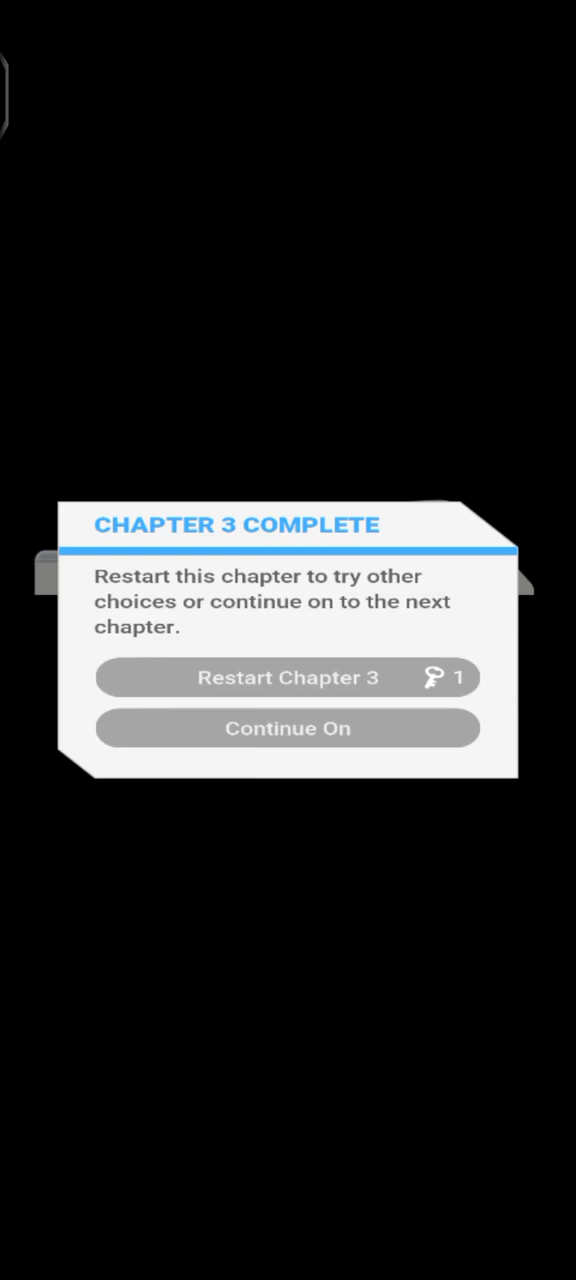 CHAPTER 3 COMPLETE
Restart this chapter to try other
choices or continue on to the next
chapter.
Restart Chapter 3 1
Continue On